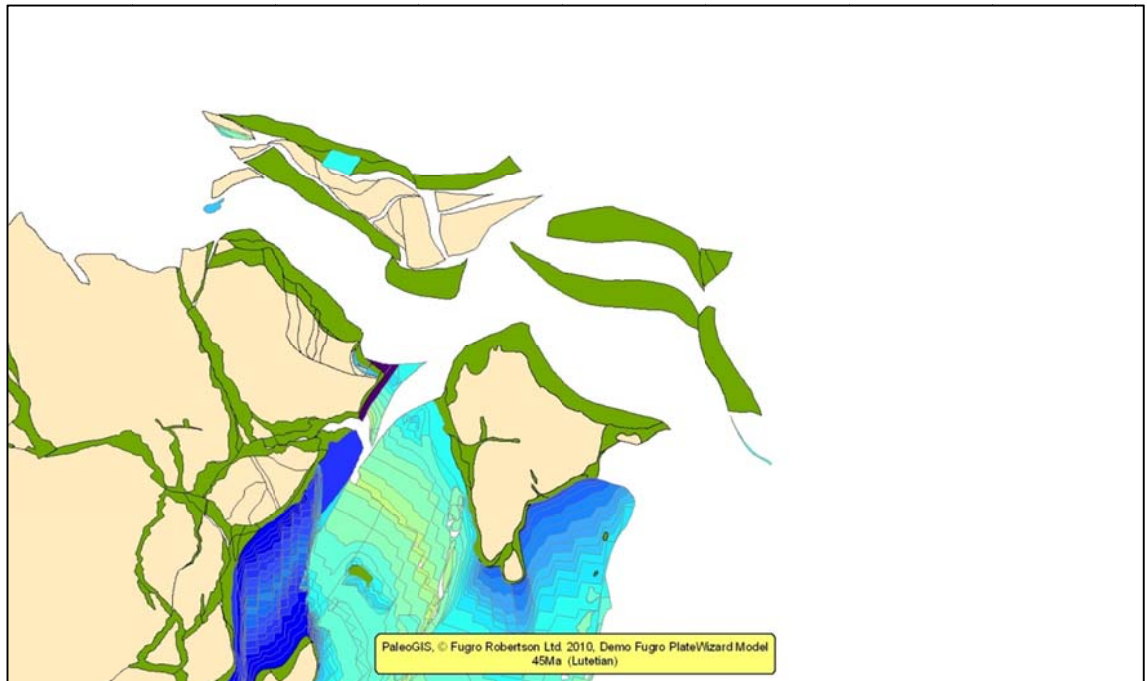 PaleoGIS, © Fugro Robertson Ltd. 2010, Demo Fugro PlateWizard Model
45Ma (Lutetian)